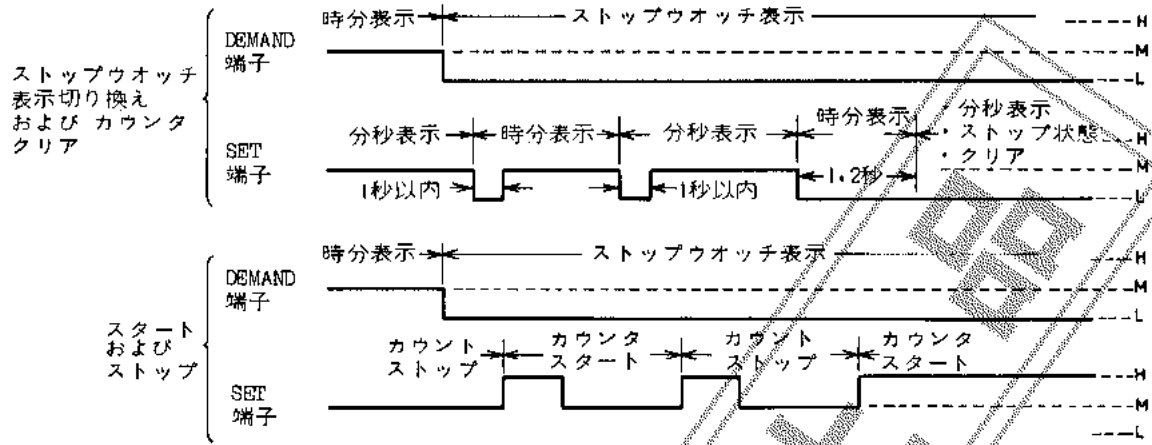 時分表示 ストップウオッチ表示 H
DEMAND
端子
M
L
ストップウオッチ
表示切り換え
および カウンタ
クリア
分秒表示 時分表示 分秒表示 時分表示
・分秒表示
・ストップ状態
・クリア
H
SET
端子
M
1秒以内 1秒以内 1.2秒
L
時分表示 ストップウオッチ表示 H
DEMAND
端子
M
L
スタート
および
ストップ
カウント
ストップ
カウンタ
スタート
カウント
ストップ
カウンタ
スタート
SET
端子
H
M
L